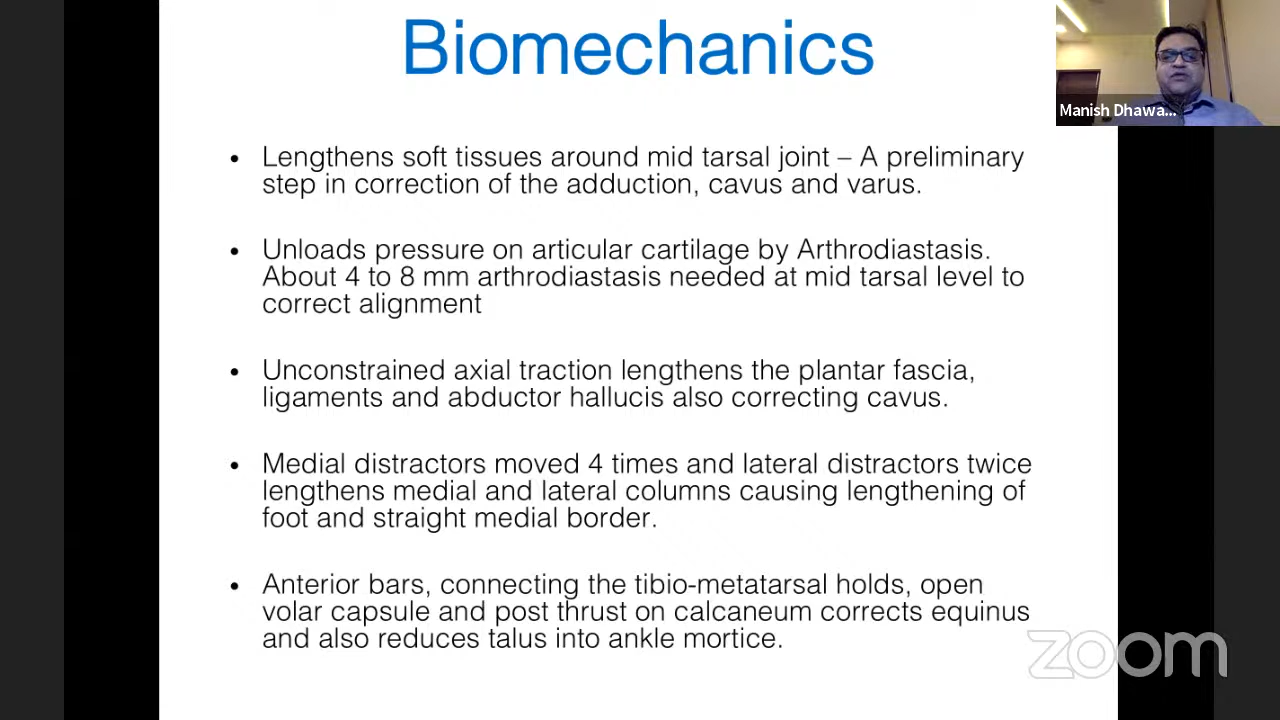 Biomechanics
Manish Dhawa...
• Lengthens soft tissues around mid tarsal joint – A preliminary
step in correction of the adduction, cavus and varus.
• Unloads pressure on articular cartilage by Arthrodiastasis.
About 4 to 8 mm arthrodiastasis needed at mid tarsal level to
correct alignment
• Unconstrained axial traction lengthens the plantar fascia,
ligaments and abductor hallucis also correcting cavus.
• Medial distractors moved 4 times and lateral distractors twice
lengthens medial and lateral columns causing lengthening of
foot and straight medial border.
• Anterior bars, connecting the tibio-metatarsal holds, open
volar capsule and post thrust on calcaneum corrects equinus
and also reduces talus into ankle mortice.
zoom